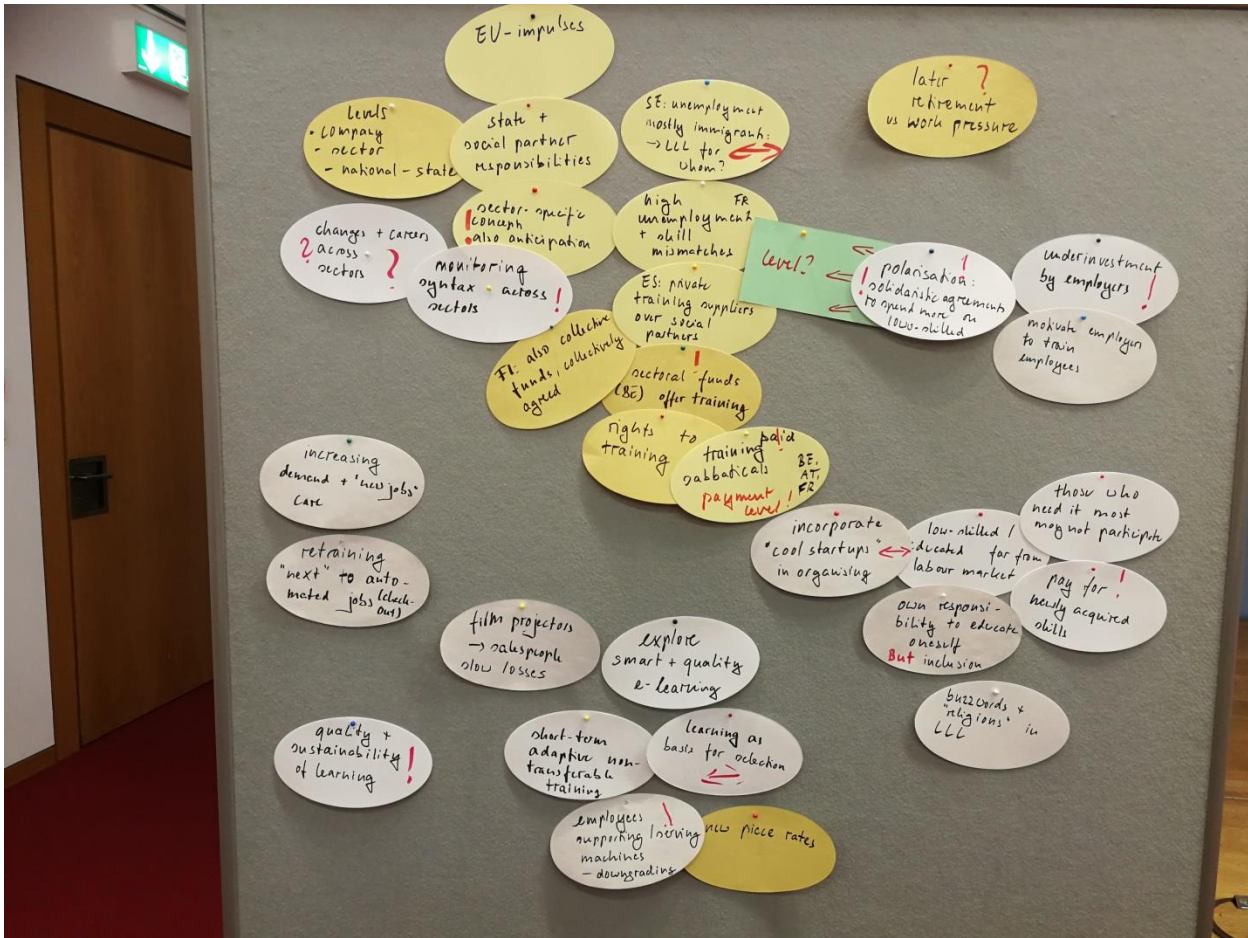 EU-impulses
levels
- company
- sector
- national-state
state +
social partner
responsibilities
SE: unemployment
mostly immigrant:
→ LLL for
whom?
later ?
retirement
vs work pressure
? changes + careers
across
sectors ?
! sector-specific
concept
also anticipation
high FR
unemployment
+ skill
mismatches
level?
polarisation: !
! solidaristic agreements
to spend more on
low-skilled
underinvestment
by employers !
motivate employers
to train
employees
monitoring
syntax across
sectors !
ES: private
training suppliers
over social
partners
FI: also collective
funds, collectively
agreed
sectoral funds !
(BE) offer training
rights to
training
paid !
training
sabbaticals BE,
AT,
FR
payment
level!
increasing
demand + "new jobs"
care
retraining
"next" to auto-
mated jobs (check-
out)
incorporate
"cool startups"
in organising
low-skilled /
educated far from
labour market
those who
need it most
may not participate
pay for !
newly acquired
skills
own responsi-
bility to educate
oneself
But inclusion
film projectors
→ salespeople
slow losses
explore
smart + quality
e-learning
buzzwords +
"religions" in
LLL
quality +
sustainability
of learning !
short-term
adaptive non-
transferable
training
learning as
basis for selection
employees !
supporting / serving
machines
- downgrading
new piece rates